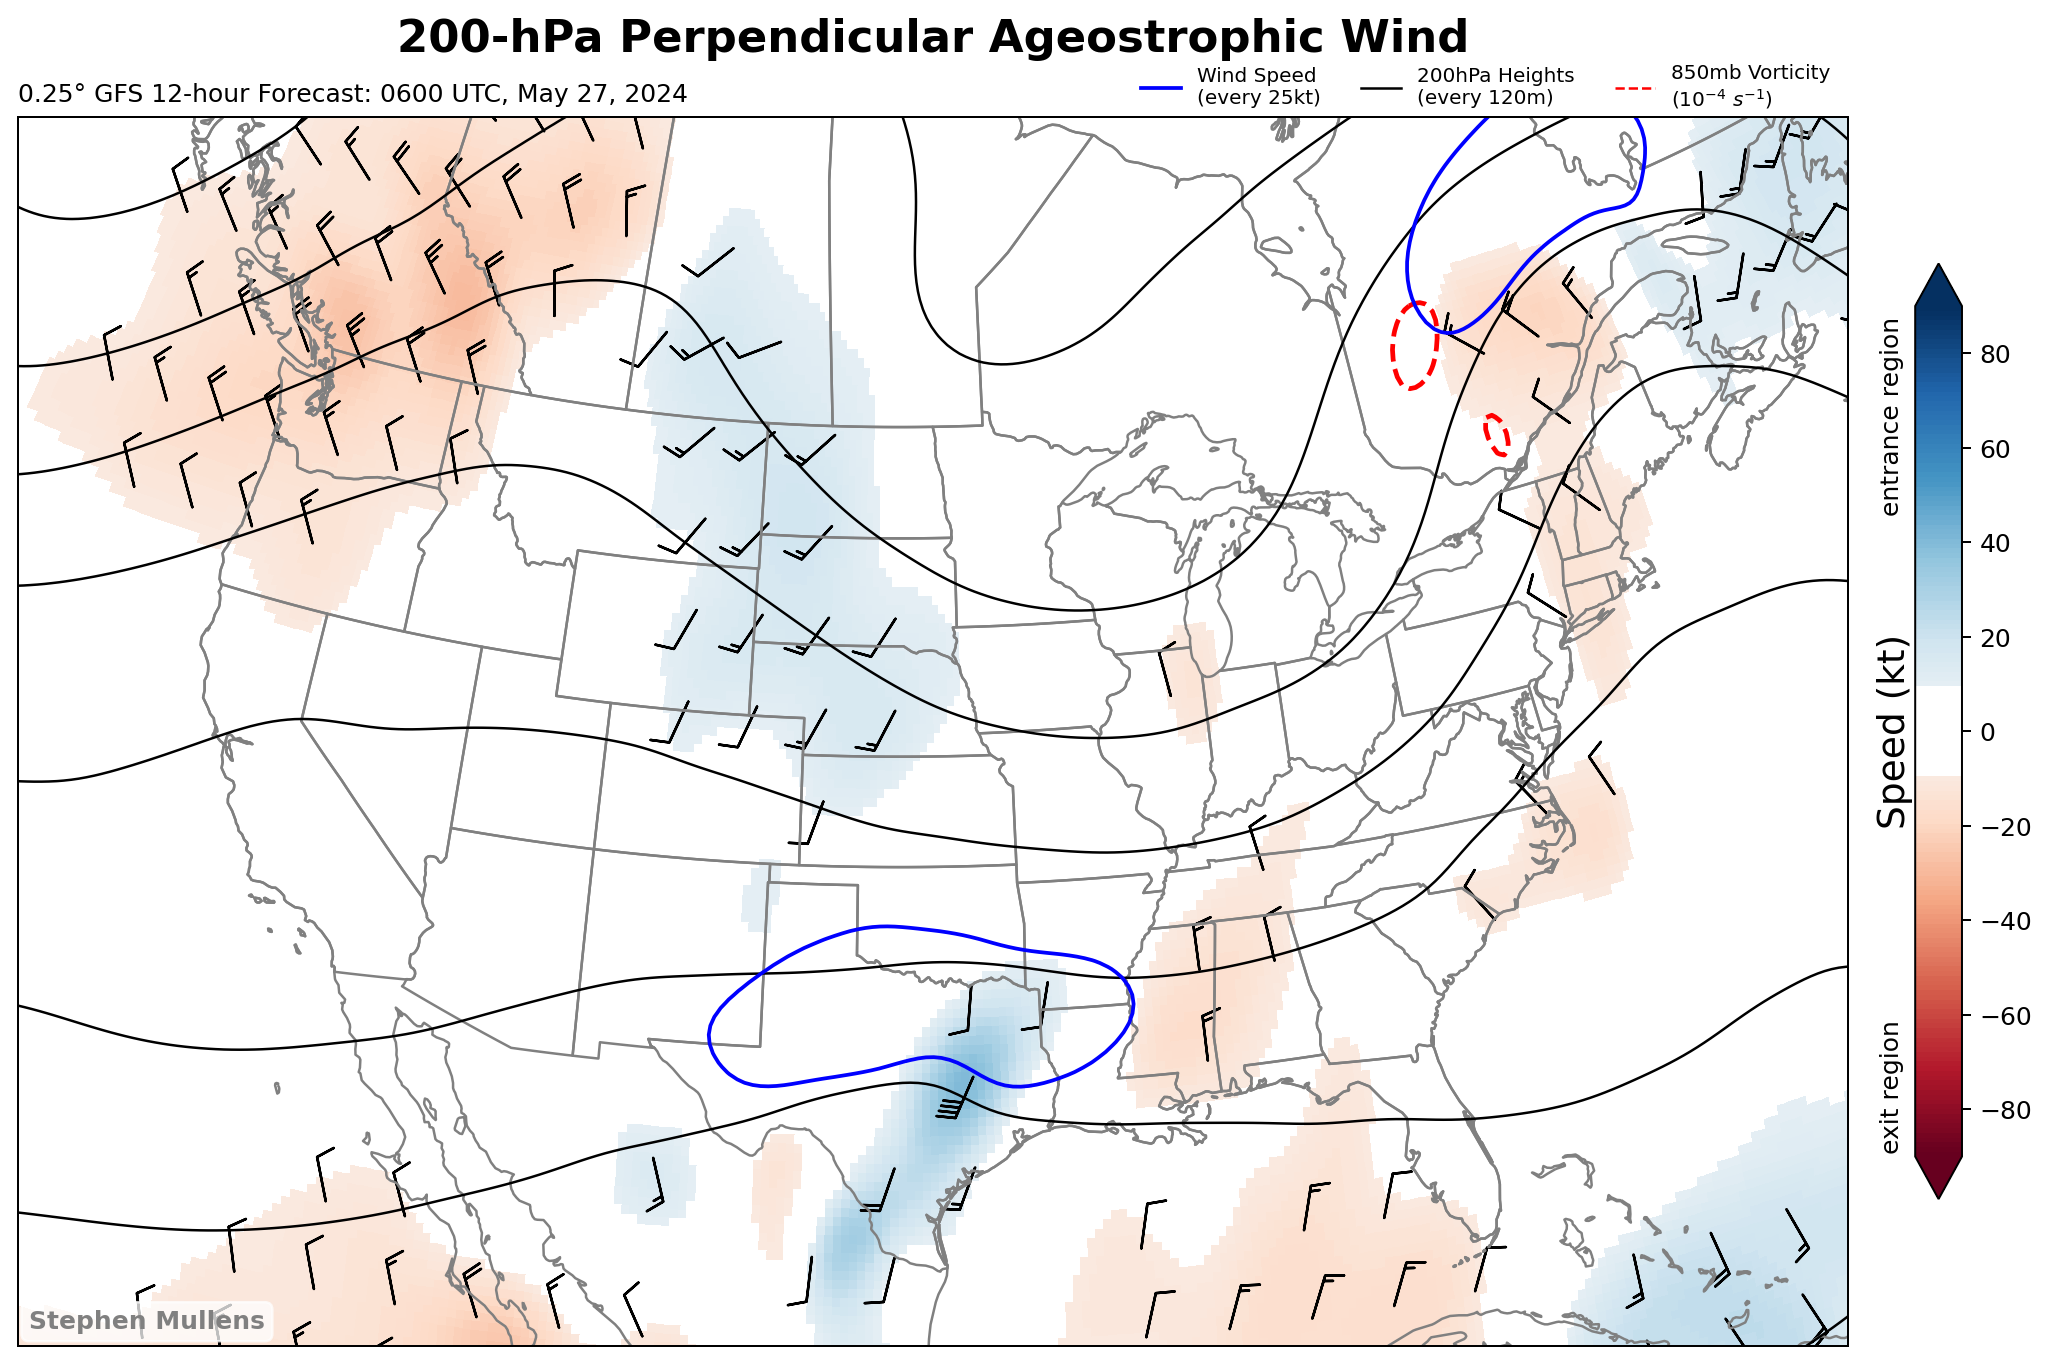 200-hPa Perpendicular Ageostrophic Wind
0.25° GFS 12-hour Forecast: 0600 UTC, May 27, 2024
Wind Speed
(every 25kt)
200hPa Heights
(every 120m)
850mb Vorticity
(10⁻⁴ s⁻¹)
entrance region
Speed (kt)
exit region
80
60
40
20
0
−20
−40
−60
−80
Stephen Mullens